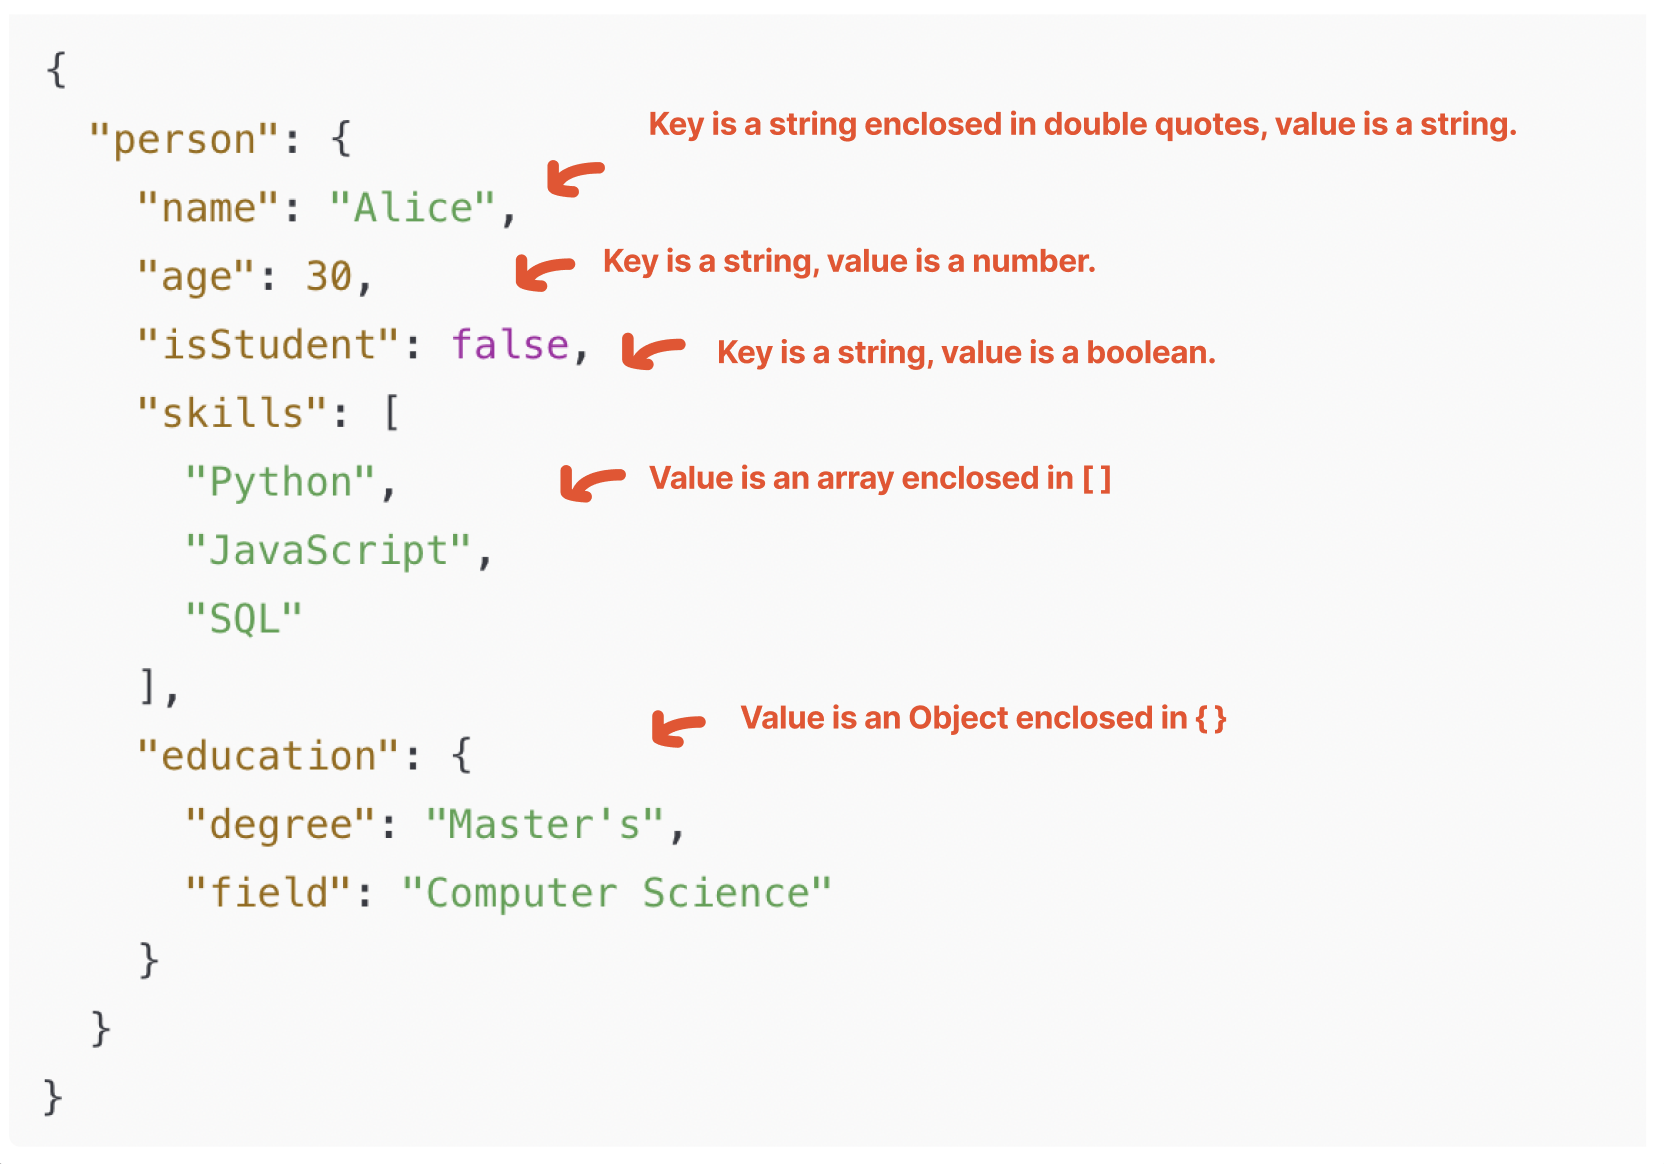 {
"person": {
Key is a string enclosed in double quotes, value is a string.
"name": "Alice",
Key is a string, value is a number.
"age": 30,
"isStudent": false,
Key is a string, value is a boolean.
"skills": [
"Python",
Value is an array enclosed in [ ]
"JavaScript",
"SQL"
],
Value is an Object enclosed in { }
"education": {
"degree": "Master's",
"field": "Computer Science"
}
}
}